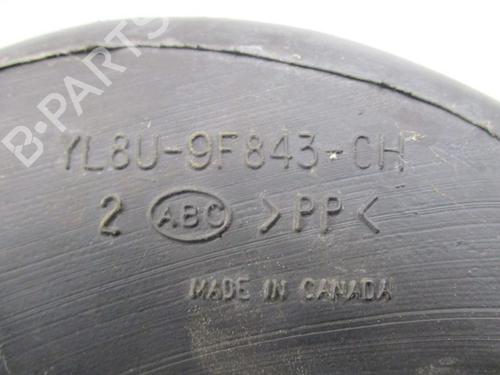 B-PARTS
YL8U-9F843-CH
2 ABC >PP<
MADE IN CANADA